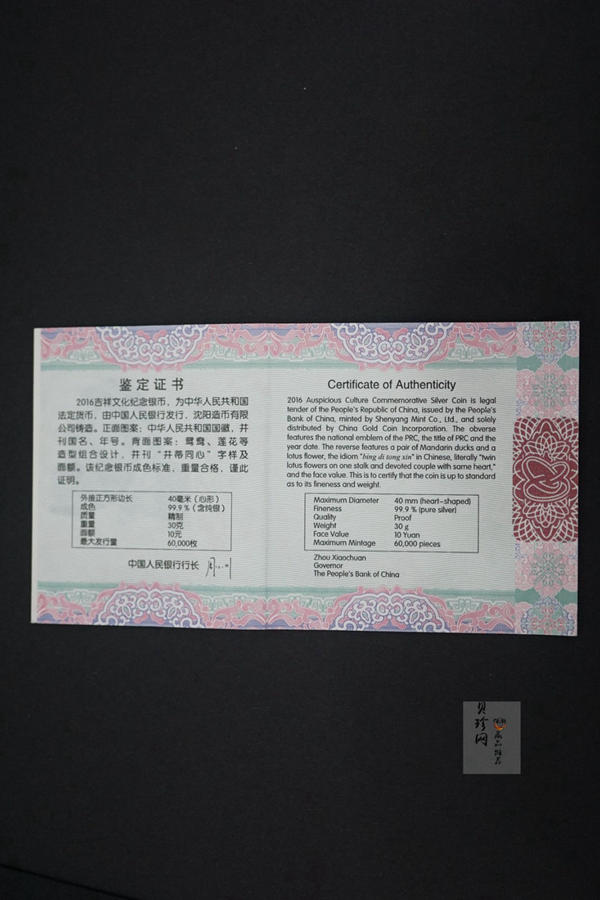 鉴定证书
2016吉祥文化纪念银币，为中华人民共和国
法定货币，由中国人民银行发行，沈阳造币有限
公司铸造。正面图案：中华人民共和国国徽，并
刊国名、年号。背面图案：鸳鸯、莲花等
造型组合设计，并刊“并蒂同心”字样及
面额。该纪念银币成色标准，重量合格，谨此
证明。
外接正方形边长 40毫米（心形）
成色 99.9％（含纯银）
质量 精制
重量 30克
面额 10元
最大发行量 60,000枚
中国人民银行行长
Certificate of Authenticity
2016 Auspicious Culture Commemorative Silver Coin is legal
tender of the People's Republic of China, issued by the People's
Bank of China, minted by Shenyang Mint Co., Ltd., and solely
distributed by China Gold Coin Incorporation. The obverse
features the national emblem of the PRC, the title of PRC and the
year date. The reverse features a pair of Mandarin ducks and a
lotus flower, the idiom "bing di tong xin" in Chinese, literally "twin
lotus flowers on one stalk and devoted couple with same heart,"
and the face value. This is to certify that the coin is up to standard
as to its fineness and weight.
Maximum Diameter 40 mm (heart-shaped)
Fineness 99.9 % (pure silver)
Quality Proof
Weight 30 g
Face Value 10 Yuan
Maximum Mintage 60,000 pieces
Zhou Xiaochuan
Governor
The People's Bank of China
贝珍网
藏品推荐